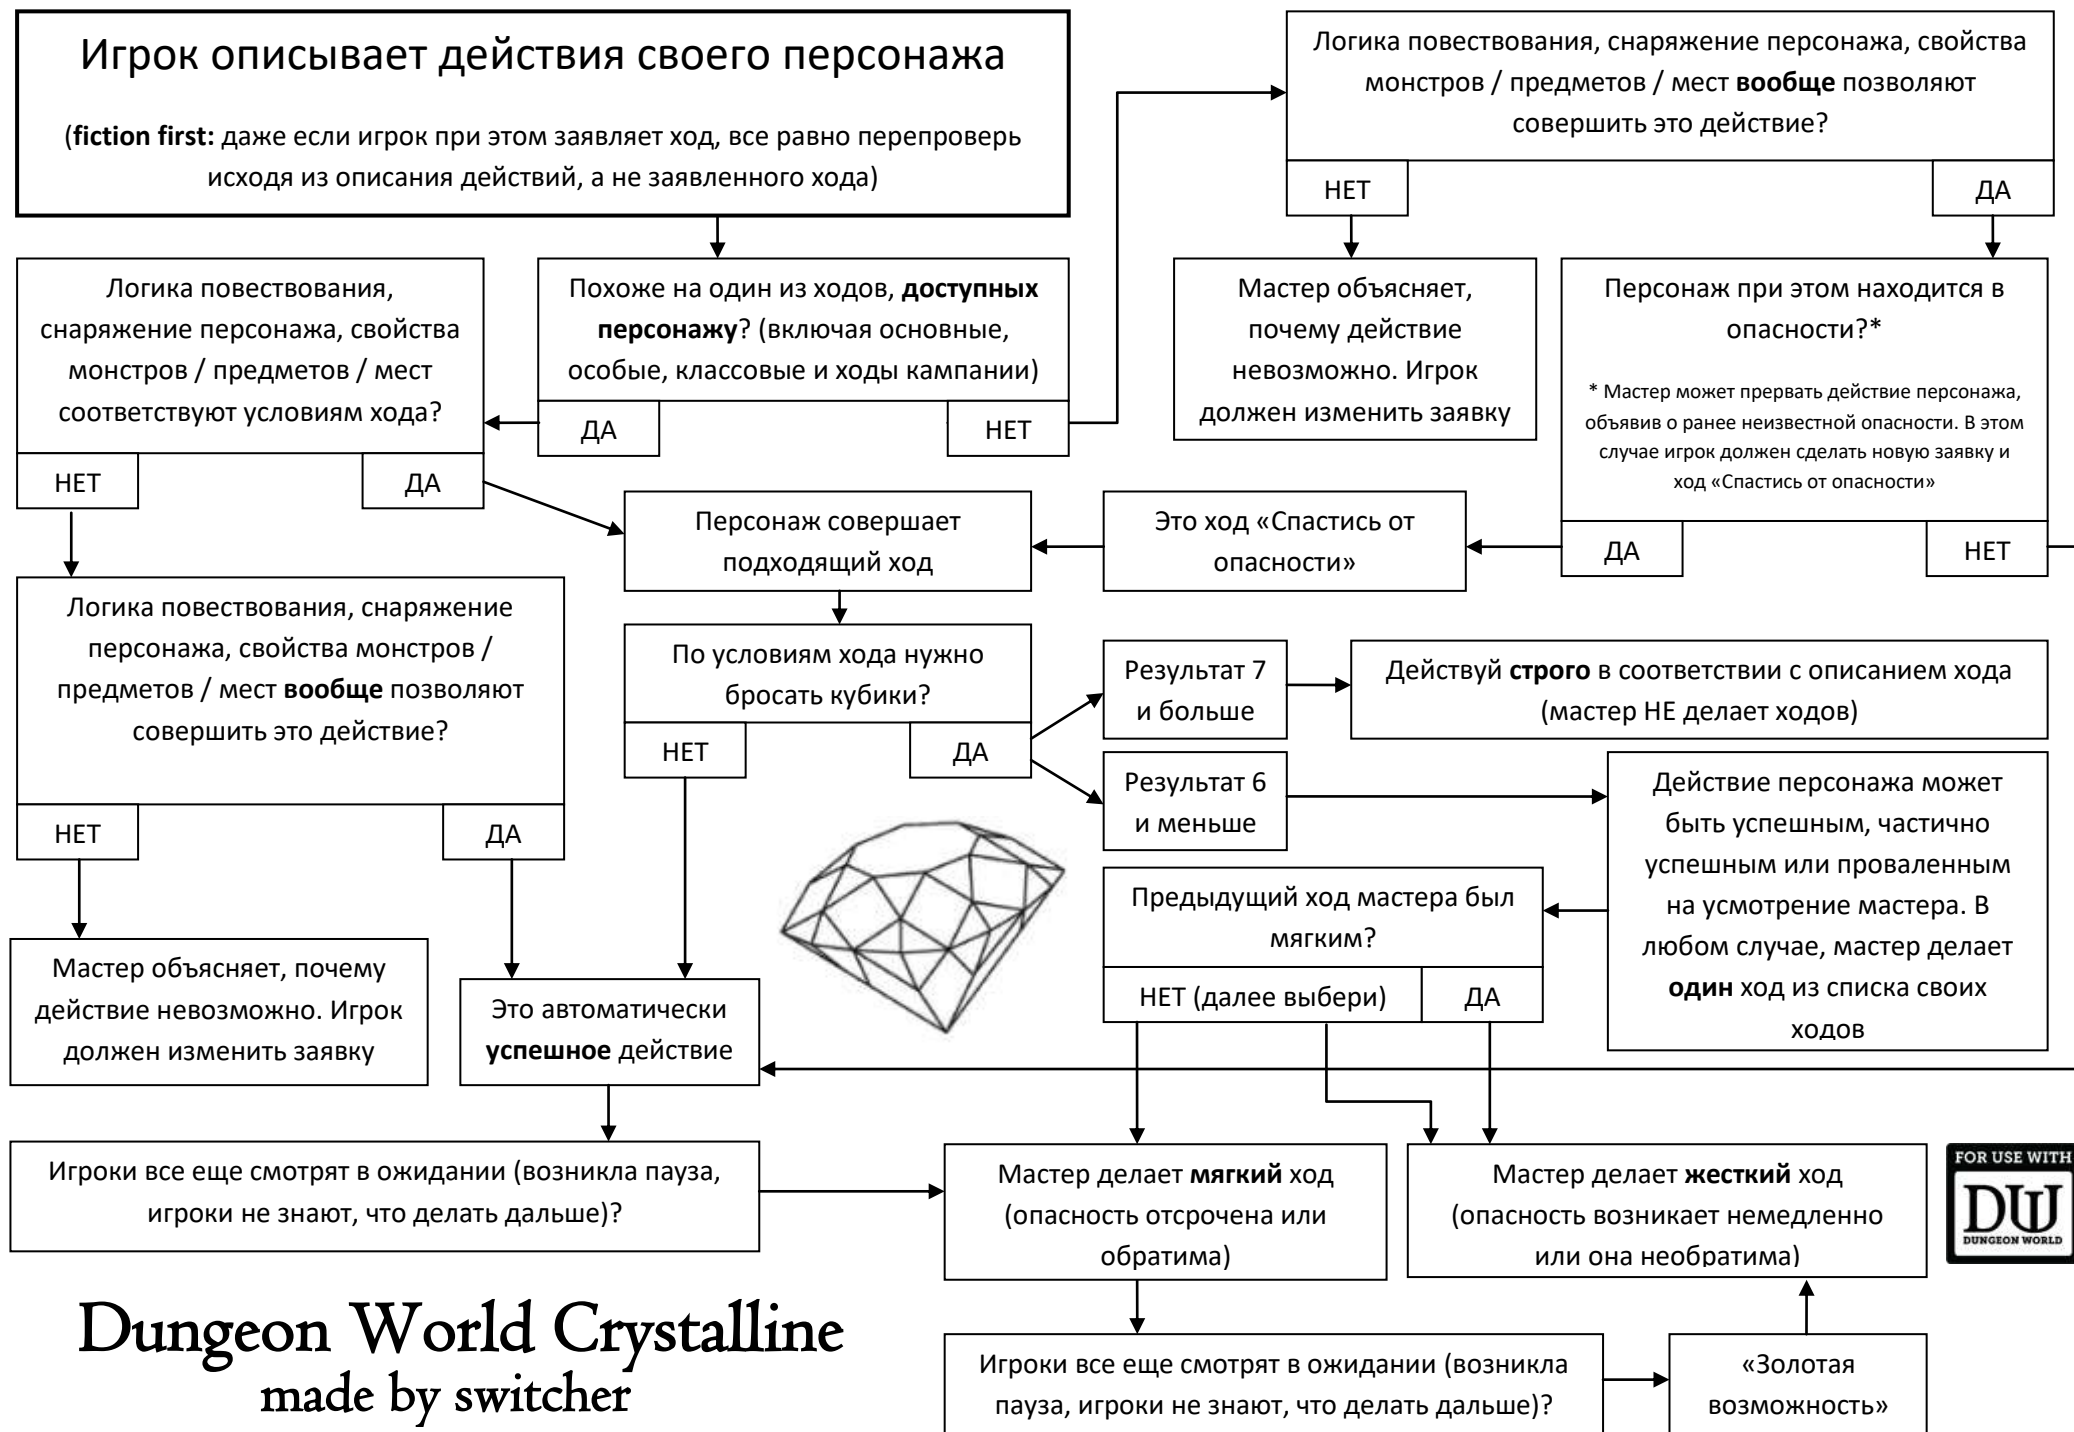 Игрок описывает действия своего персонажа
(fiction first: даже если игрок при этом заявляет ход, все равно перепроверь
исходя из описания действий, а не заявленного хода)
Логика повествования, снаряжение персонажа, свойства
монстров / предметов / мест вообще позволяют
совершить это действие?
НЕТ
ДА
Логика повествования,
снаряжение персонажа, свойства
монстров / предметов / мест
соответствуют условиям хода?
НЕТ
ДА
Похоже на один из ходов, доступных
персонажу? (включая основные,
особые, классовые и ходы кампании)
ДА
НЕТ
Мастер объясняет,
почему действие
невозможно. Игрок
должен изменить заявку
Персонаж при этом находится в
опасности?*
* Мастер может прервать действие персонажа,
объявив о ранее неизвестной опасности. В этом
случае игрок должен сделать новую заявку и
ход «Спастись от опасности»
ДА
НЕТ
Персонаж совершает
подходящий ход
Это ход «Спастись от
опасности»
Логика повествования, снаряжение
персонажа, свойства монстров /
предметов / мест вообще позволяют
совершить это действие?
НЕТ
ДА
По условиям хода нужно
бросать кубики?
НЕТ
ДА
Результат 7
и больше
Действуй строго в соответствии с описанием хода
(мастер НЕ делает ходов)
Результат 6
и меньше
Действие персонажа может
быть успешным, частично
успешным или проваленным
на усмотрение мастера. В
любом случае, мастер делает
один ход из списка своих
ходов
Предыдущий ход мастера был
мягким?
НЕТ (далее выбери)
ДА
Мастер объясняет, почему
действие невозможно. Игрок
должен изменить заявку
Это автоматически
успешное действие
Игроки все еще смотрят в ожидании (возникла пауза,
игроки не знают, что делать дальше)?
Мастер делает мягкий ход
(опасность отсрочена или
обратима)
Мастер делает жесткий ход
(опасность возникает немедленно
или она необратима)
FOR USE WITH
DW
DUNGEON WORLD
Dungeon World Crystalline
made by switcher
Игроки все еще смотрят в ожидании (возникла
пауза, игроки не знают, что делать дальше)?
«Золотая
возможность»